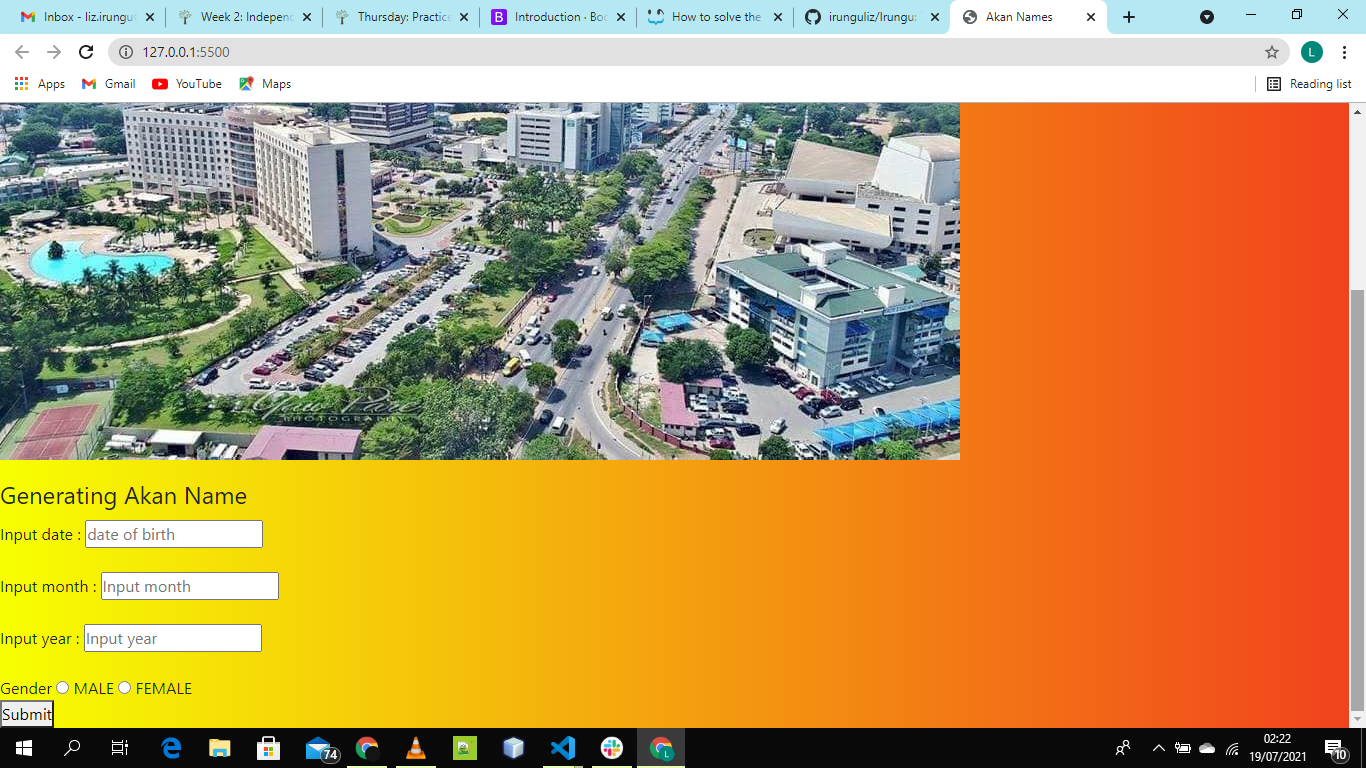 Inbox - liz.irungu
Week 2: Independ
Thursday: Practice
B Introduction · Boo
How to solve the
irunguliz/Irungu:
Akan Names
127.0.0.1:5500
L
Apps Gmail YouTube Maps
Reading list
PHOTOGRAPHY
Generating Akan Name
Input date : date of birth
Input month : Input month
Input year : Input year
Gender MALE FEMALE
Submit
74
L
02:22
19/07/2021
10